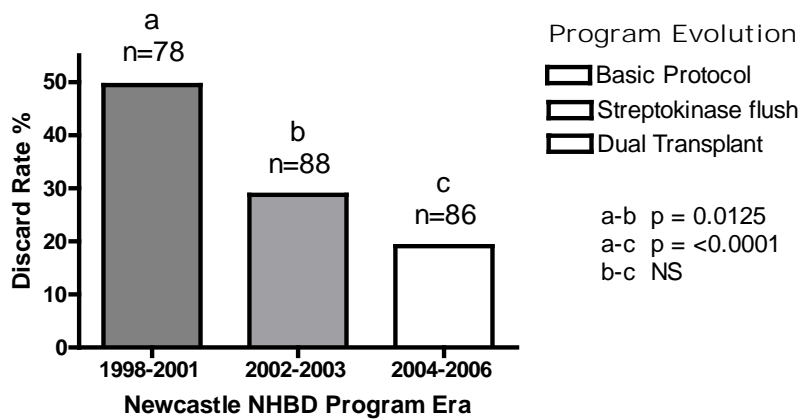 Program Evolution
Basic Protocol
Streptokinase flush
Dual Transplant
a-b p = 0.0125
a-c p = <0.0001
b-c NS
a
n=78
b
n=88
c
n=86
Discard Rate %
50
40
30
20
10
0
1998-2001 2002-2003 2004-2006
Newcastle NHBD Program Era